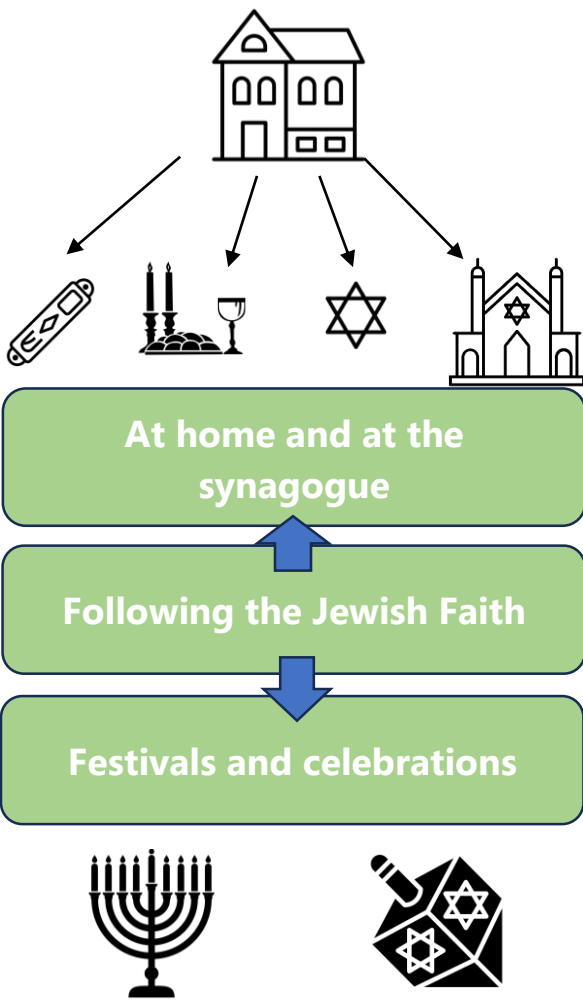 At home and at the
synagogue
Following the Jewish Faith
Festivals and celebrations